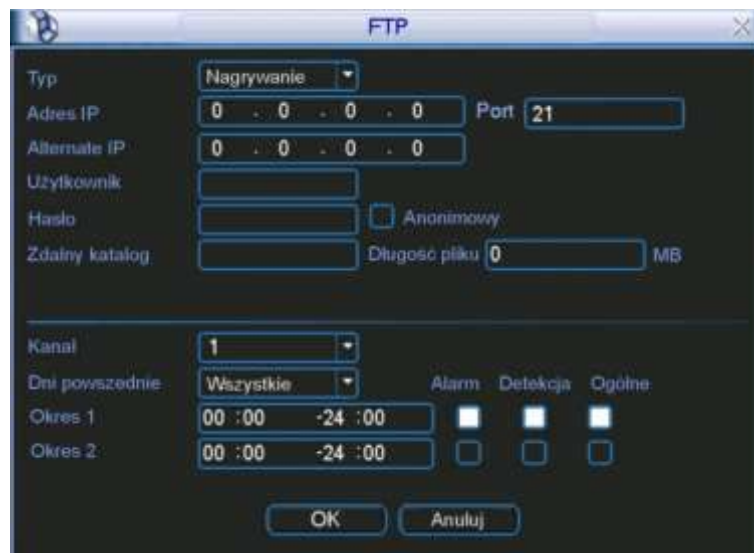 FTP
Typ Nagrywanie
Adres IP 0 . 0 . 0 . 0 Port 21
Alternate IP 0 . 0 . 0 . 0
Użytkownik
Hasło Anonimowy
Zdalny katalog Długość pliku 0 MB
Kanał 1
Dni powszednie Wszystkie Alarm Detekcja Ogólne
Okres 1 00 :00 -24 :00
Okres 2 00 :00 -24 :00
OK Anuluj